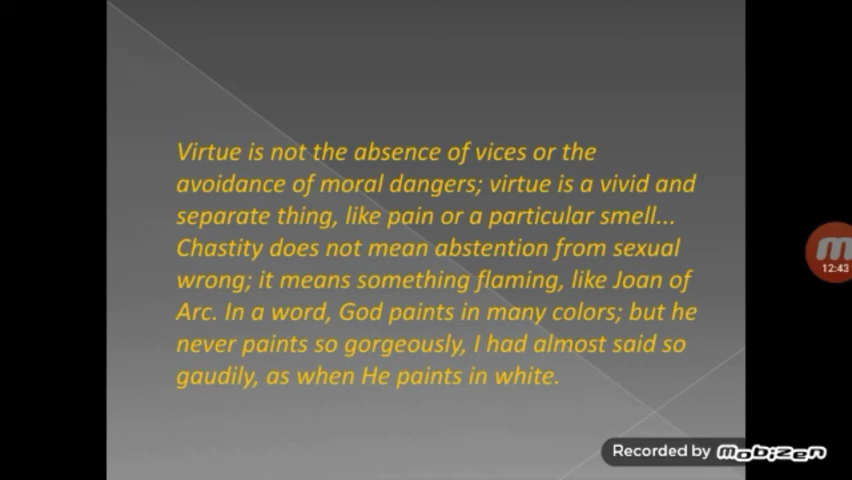 Virtue is not the absence of vices or the
avoidance of moral dangers; virtue is a vivid and
separate thing, like pain or a particular smell...
Chastity does not mean abstention from sexual
wrong; it means something flaming, like Joan of
Arc. In a word, God paints in many colors; but he
never paints so gorgeously, I had almost said so
gaudily, as when He paints in white.
12:43
Recorded by mobizen